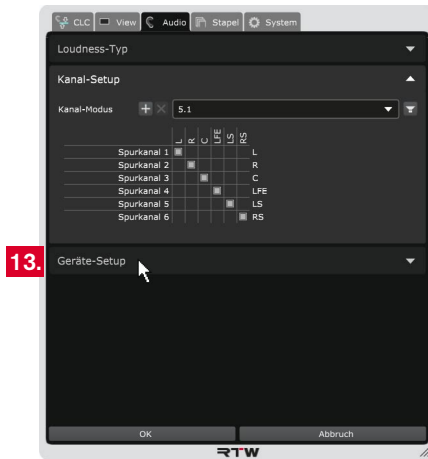 CLC View Audio Stapel System
Loudness-Typ
Kanal-Setup
Kanal-Modus 5.1
L R C LFE LS RS
Spurkanal 1 L
Spurkanal 2 R
Spurkanal 3 C
Spurkanal 4 LFE
Spurkanal 5 LS
Spurkanal 6 RS
13. Geräte-Setup
OK Abbruch
RTW